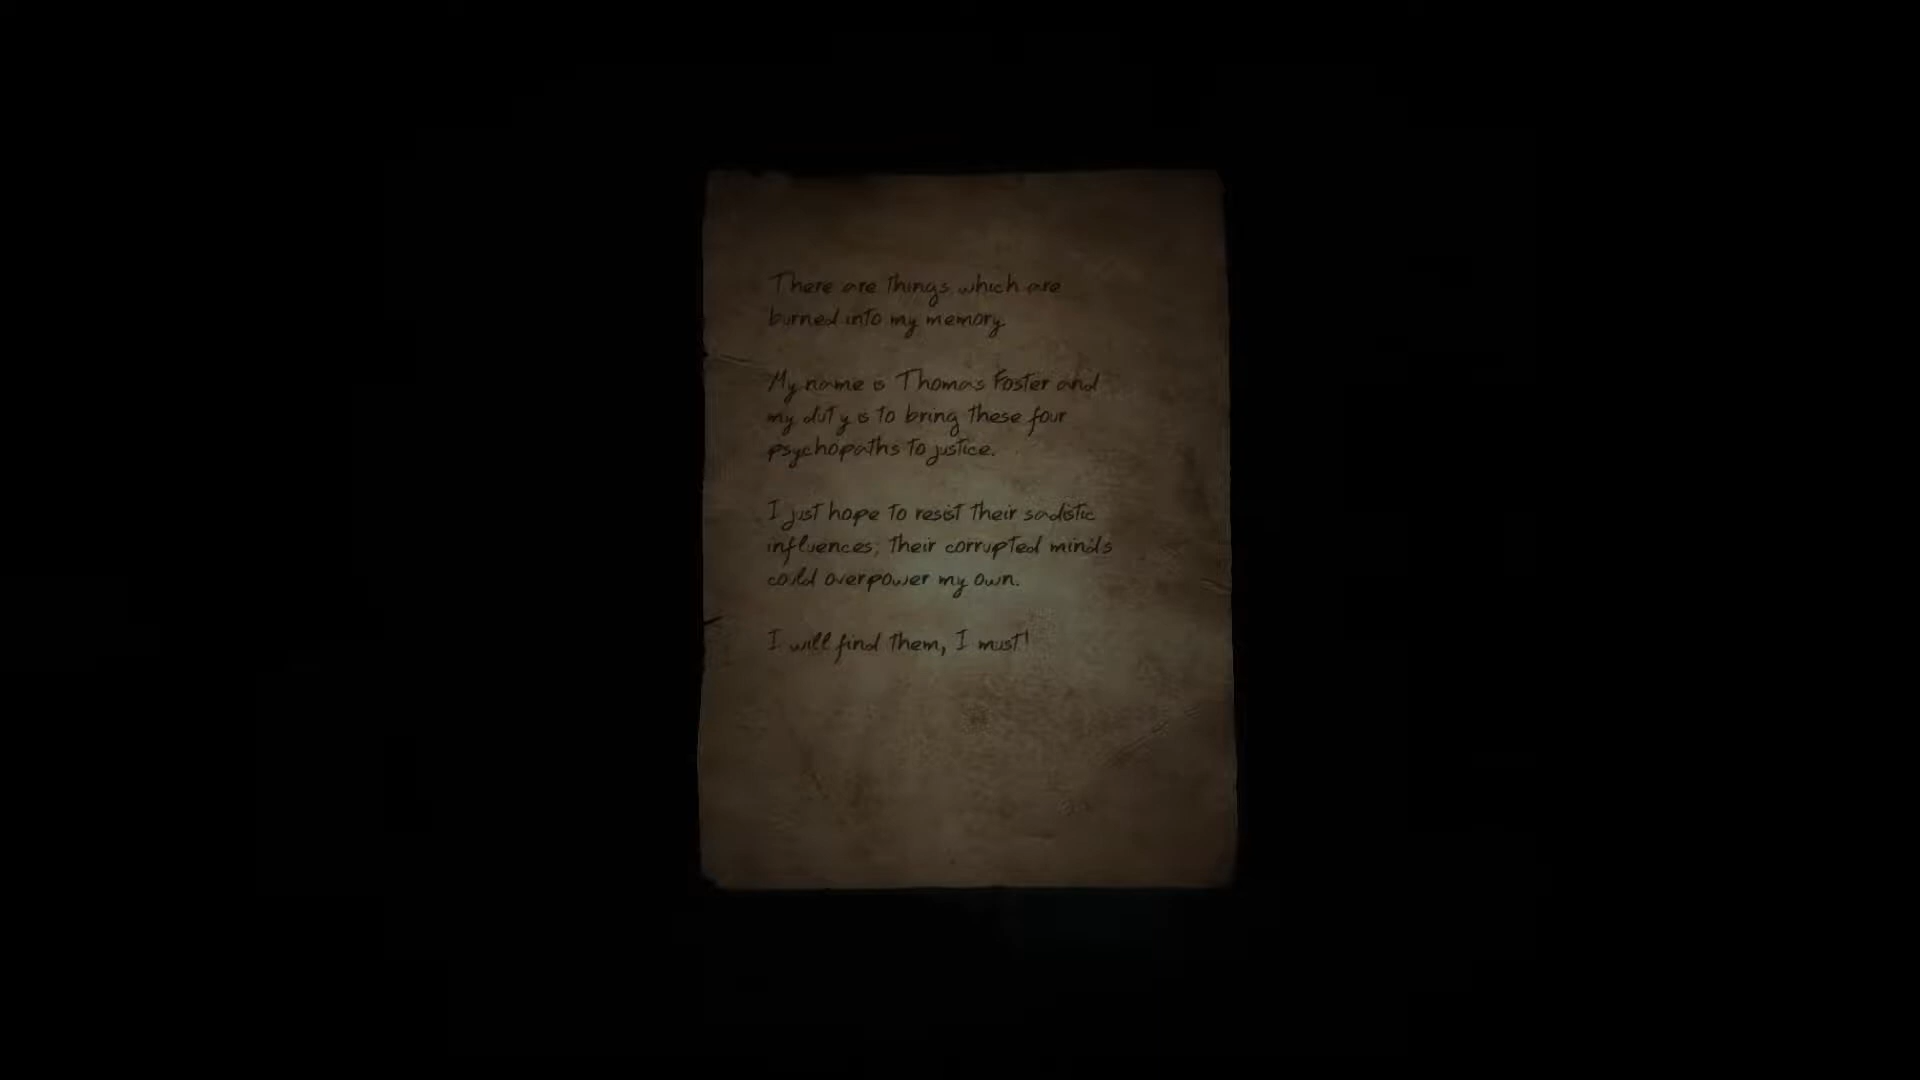 There are things which are
burned into my memory.
My name is Thomas Foster and
my duty is to bring these four
psychopaths to justice.
I just hope to resist their sadistic
influences; their corrupted minds
could overpower my own.
I will find them, I must!